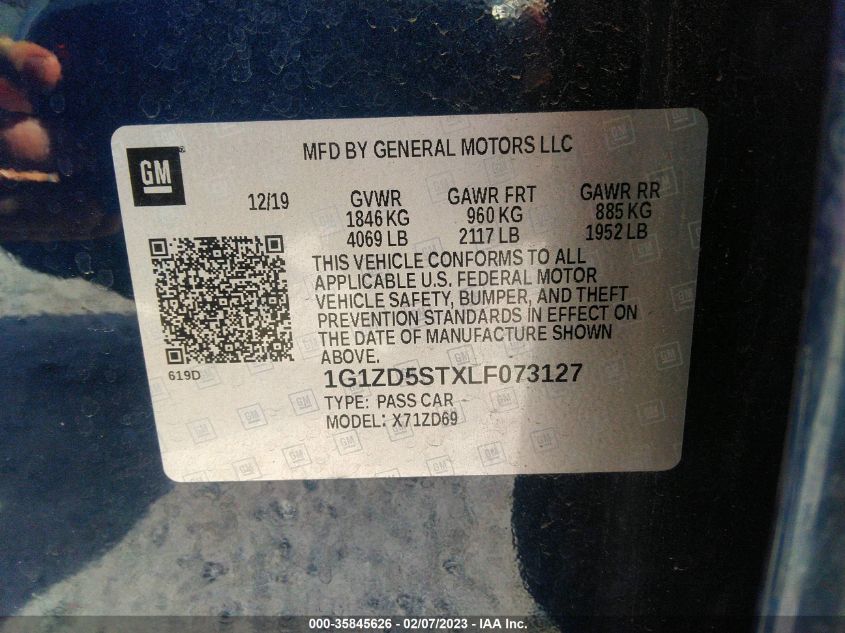 MFD BY GENERAL MOTORS LLC
GM
12/19
GVWR
1846 KG
4069 LB
GAWR FRT
960 KG
2117 LB
GAWR RR
885 KG
1952 LB
THIS VEHICLE CONFORMS TO ALL
APPLICABLE U.S. FEDERAL MOTOR
VEHICLE SAFETY, BUMPER, AND THEFT
PREVENTION STANDARDS IN EFFECT ON
THE DATE OF MANUFACTURE SHOWN
ABOVE.
619D
1G1ZD5STXLF073127
TYPE: PASS CAR
MODEL: X71ZD69
000-35845626 - 02/07/2023 - IAA Inc.